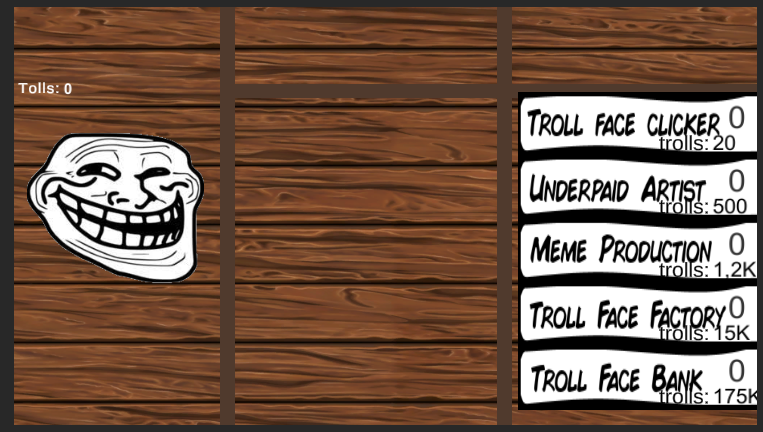 Tolls: 0
Troll face clicker 0
trolls: 20
Underpaid Artist 0
trolls: 500
Meme Production 0
trolls: 1,2K
Troll Face Factory 0
trolls: 15K
Troll Face Bank 0
trolls: 175K